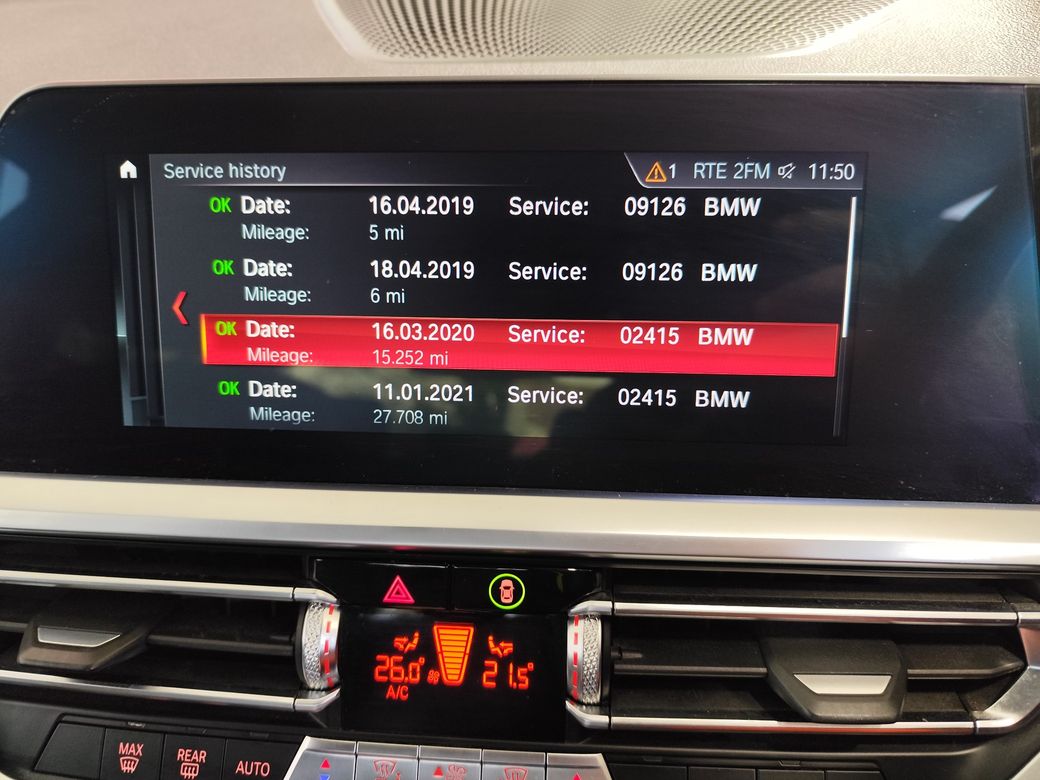 Service history
1 RTE 2FM 11:50
OK Date: 16.04.2019 Service: 09126 BMW
Mileage: 5 mi
OK Date: 18.04.2019 Service: 09126 BMW
Mileage: 6 mi
OK Date: 16.03.2020 Service: 02415 BMW
Mileage: 15.252 mi
OK Date: 11.01.2021 Service: 02415 BMW
Mileage: 27.708 mi
26.0° 21.5°
A/C
MAX
REAR
AUTO